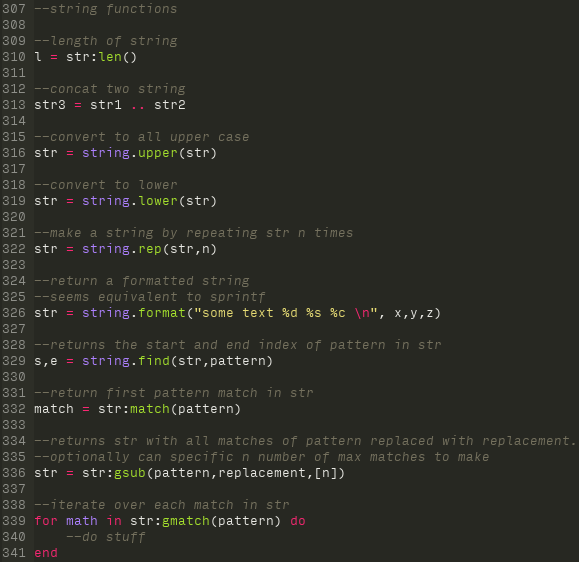 307 --string functions
308
309 --length of string
310 l = str:len()
311
312 --concat two string
313 str3 = str1 .. str2
314
315 --convert to all upper case
316 str = string.upper(str)
317
318 --convert to lower
319 str = string.lower(str)
320
321 --make a string by repeating str n times
322 str = string.rep(str,n)
323
324 --return a formatted string
325 --seems equivalent to sprintf
326 str = string.format("some text %d %s %c \n", x,y,z)
327
328 --returns the start and end index of pattern in str
329 s,e = string.find(str,pattern)
330
331 --return first pattern match in str
332 match = str:match(pattern)
333
334 --returns str with all matches of pattern replaced with replacement.
335 --optionally can specific n number of max matches to make
336 str = str:gsub(pattern,replacement,[n])
337
338 --iterate over each match in str
339 for math in str:gmatch(pattern) do
340     --do stuff
341 end